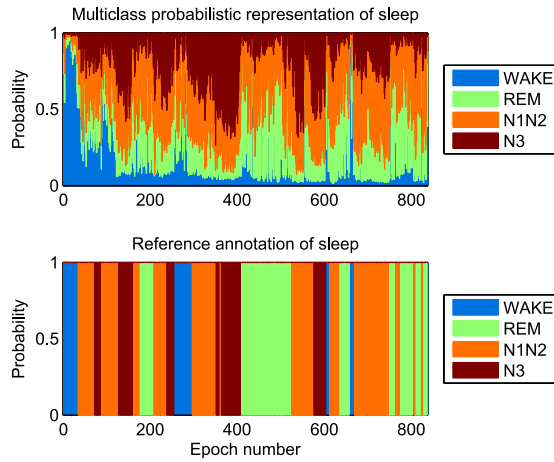 Multiclass probabilistic representation of sleep
1
0.5
0
Probability
0 200 400 600 800
WAKE
REM
N1N2
N3
Reference annotation of sleep
1
0.5
0
Probability
0 200 400 600 800
Epoch number
WAKE
REM
N1N2
N3